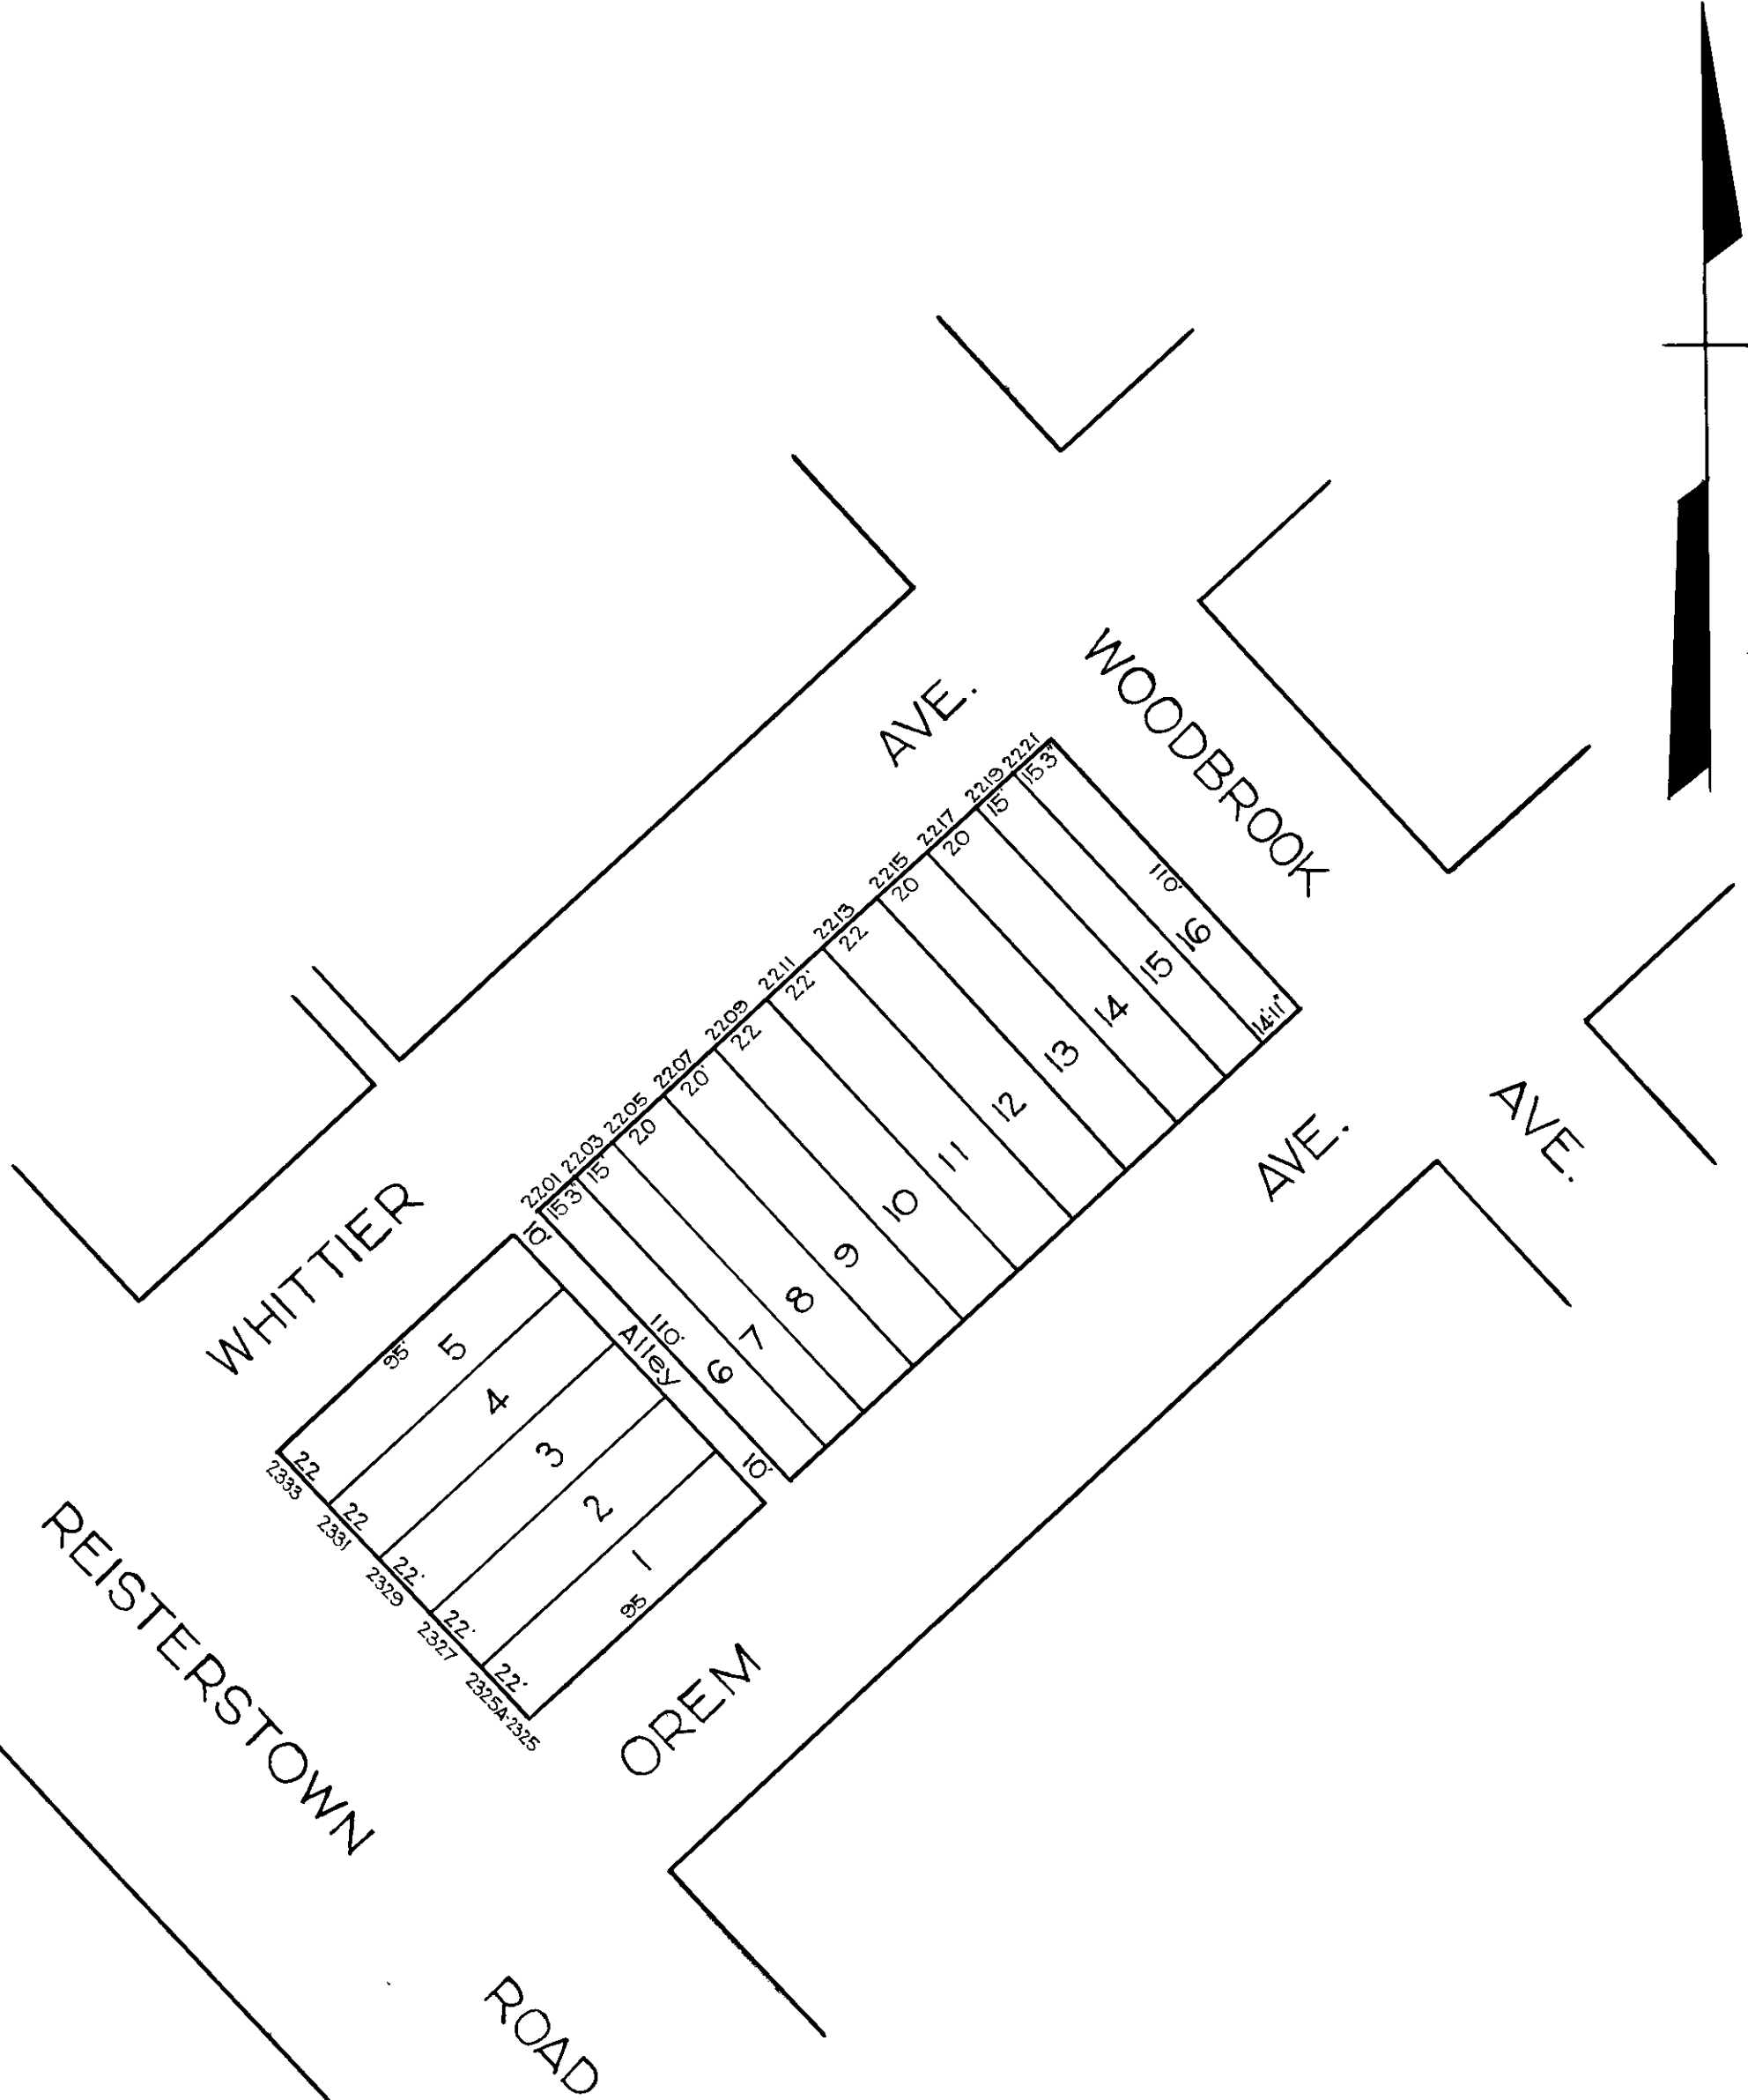 WHITTIER AVE.
WOODBROOK AVE.
OREM AVE.
REISTERSTOWN ROAD
2201 2203 2205 2207 2209 2211 2213 2215 2217 2219 2221
15'3" 15' 20 20' 22 22' 22 20 20 15' 15'3"
6 7 8 9 10 11 12 13 14 15 16
110'
110'
14'-11"
10'
Alley
10'
95'
5 4 3 2 1
95
22 22 22' 22' 22'
2333 2331 2329 2327 2325A-2325